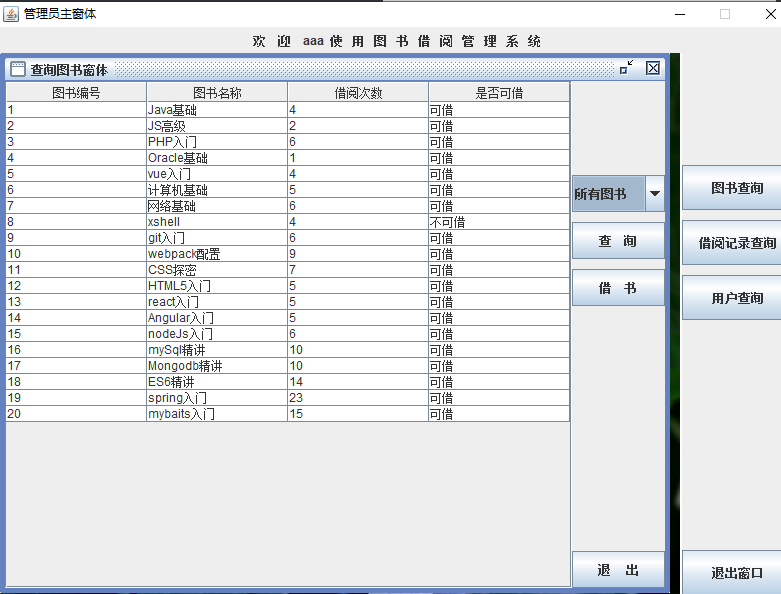 管理员主窗体
欢 迎 aaa 使 用 图 书 借 阅 管 理 系 统
查询图书窗体
图书编号 图书名称 借阅次数 是否可借
1 Java基础 4 可借
2 JS高级 2 可借
3 PHP入门 6 可借
4 Oracle基础 1 可借
5 vue入门 4 可借
6 计算机基础 5 可借
7 网络基础 6 可借
8 xshell 4 不可借
9 git入门 6 可借
10 webpack配置 9 可借
11 CSS探密 7 可借
12 HTML5入门 5 可借
13 react入门 5 可借
14 Angular入门 5 可借
15 nodeJs入门 6 可借
16 mySql精讲 10 可借
17 Mongodb精讲 10 可借
18 ES6精讲 14 可借
19 spring入门 23 可借
20 mybaits入门 15 可借
所有图书
查 询
借 书
退 出
图书查询
借阅记录查询
用户查询
退出窗口